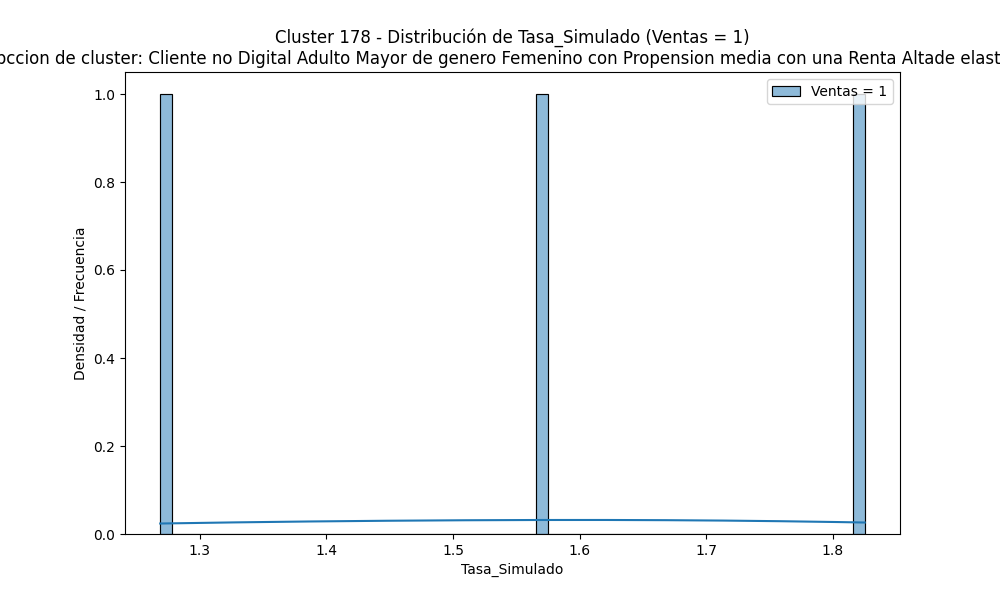 Cluster 178 - Distribución de Tasa_Simulado (Ventas = 1)
de cluster: Cliente no Digital Adulto Mayor de genero Femenino con Propension media con una Renta Altade
Ventas = 1
1.0
0.8
0.6
0.4
0.2
0.0
Densidad / Frecuencia
1.3 1.4 1.5 1.6 1.7 1.8
Tasa_Simulado